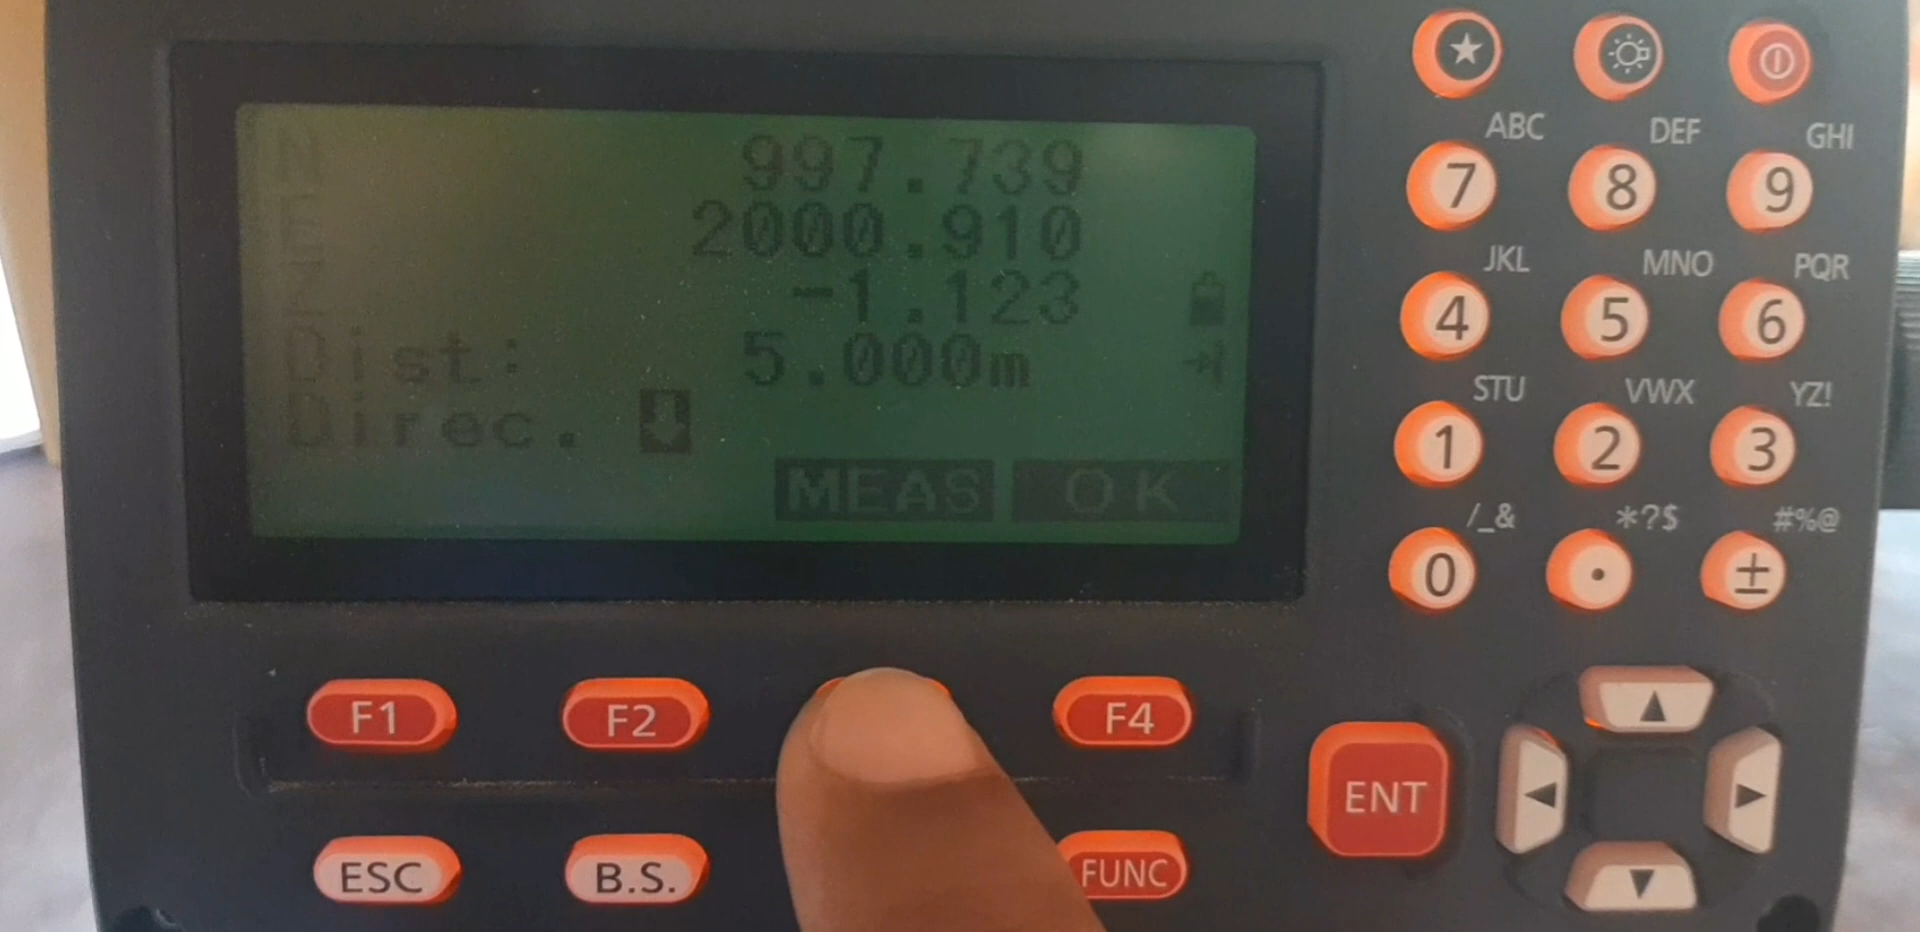 N 997.739
E 2000.910
Z -1.123
Dist: 5.000m
Direc.
MEAS OK
ABC DEF GHI
7 8 9
JKL MNO PQR
4 5 6
STU VWX YZ!
1 2 3
/_& *?$ #%@
0 . ±
F1 F2 F4
ENT
ESC B.S. FUNC